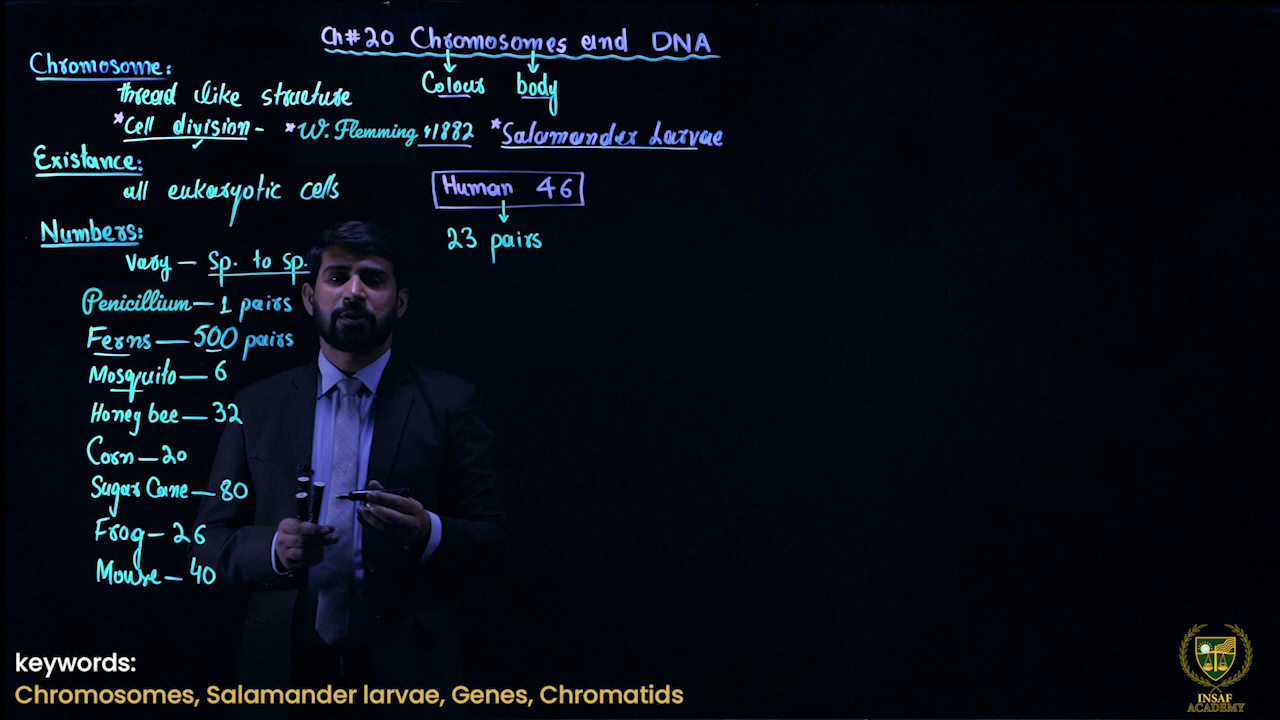 Ch#20 Chromosomes and DNA
Colour body
Chromosome:
thread like structure
*Cell division- *W. Flemming 1882 *Salamander Larvae
Existance:
all eukaryotic cells
Human 46
23 pairs
Numbers:
Vary — Sp. to Sp.
Penicillium — 1 pairs
Ferns — 500 pairs
Mosquito — 6
Honey bee — 32
Corn — 20
Sugar Cane — 80
Frog — 26
Mouse — 40
keywords:
Chromosomes, Salamander larvae, Genes, Chromatids
INSAF
ACADEMY